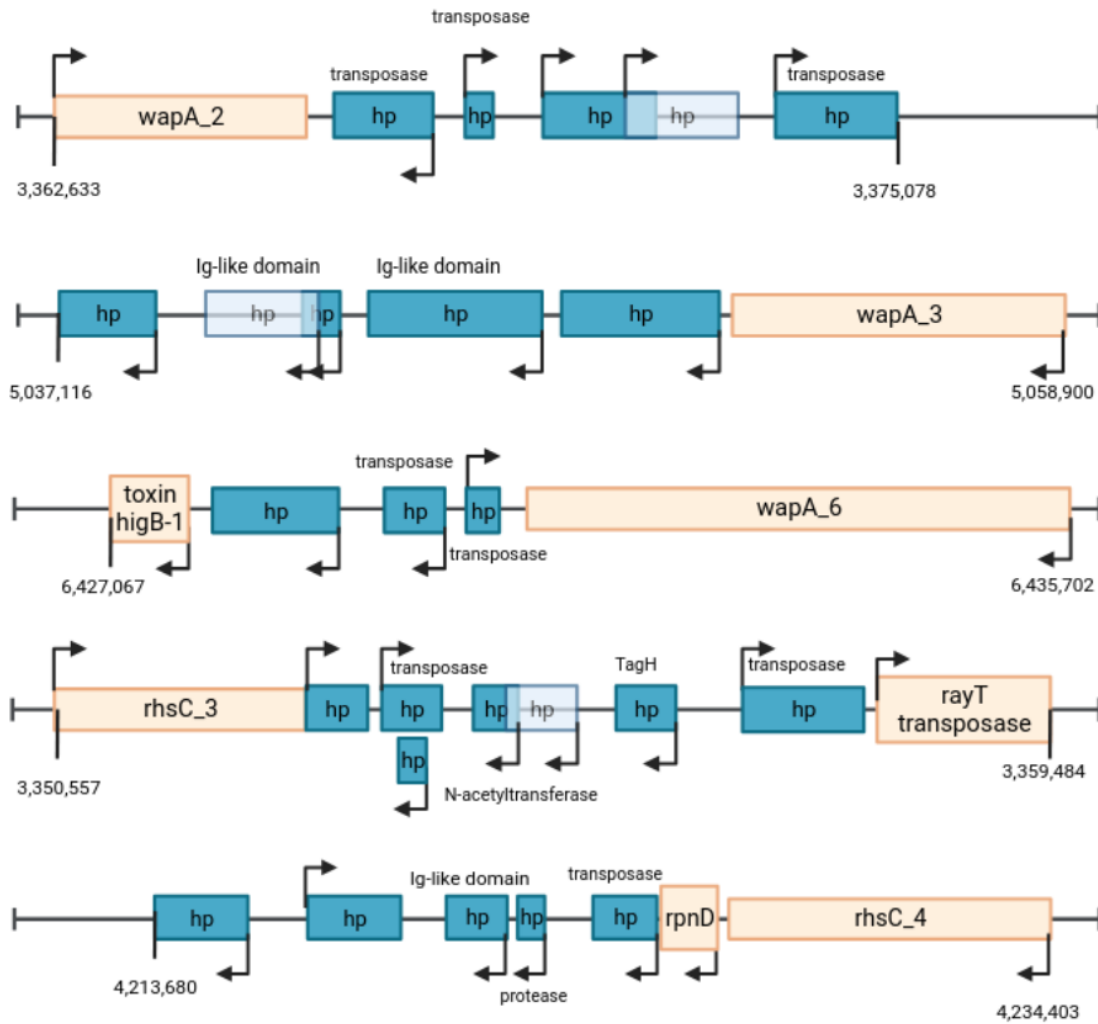 transposase
transposase
transposase
wapA_2
hp
hp
hp
hp
hp
3,362,633
3,375,078
Ig-like domain
Ig-like domain
hp
hp
hp
hp
hp
wapA_3
5,037,116
5,058,900
transposase
toxin
higB-1
hp
hp
hp
wapA_6
transposase
6,427,067
6,435,702
transposase
TagH
transposase
rhsC_3
hp
hp
hp
hp
hp
hp
rayT
transposase
hp
3,350,557
N-acetyltransferase
3,359,484
Ig-like domain
transposase
hp
hp
hp
hp
hp
rpnD
rhsC_4
4,213,680
protease
4,234,403